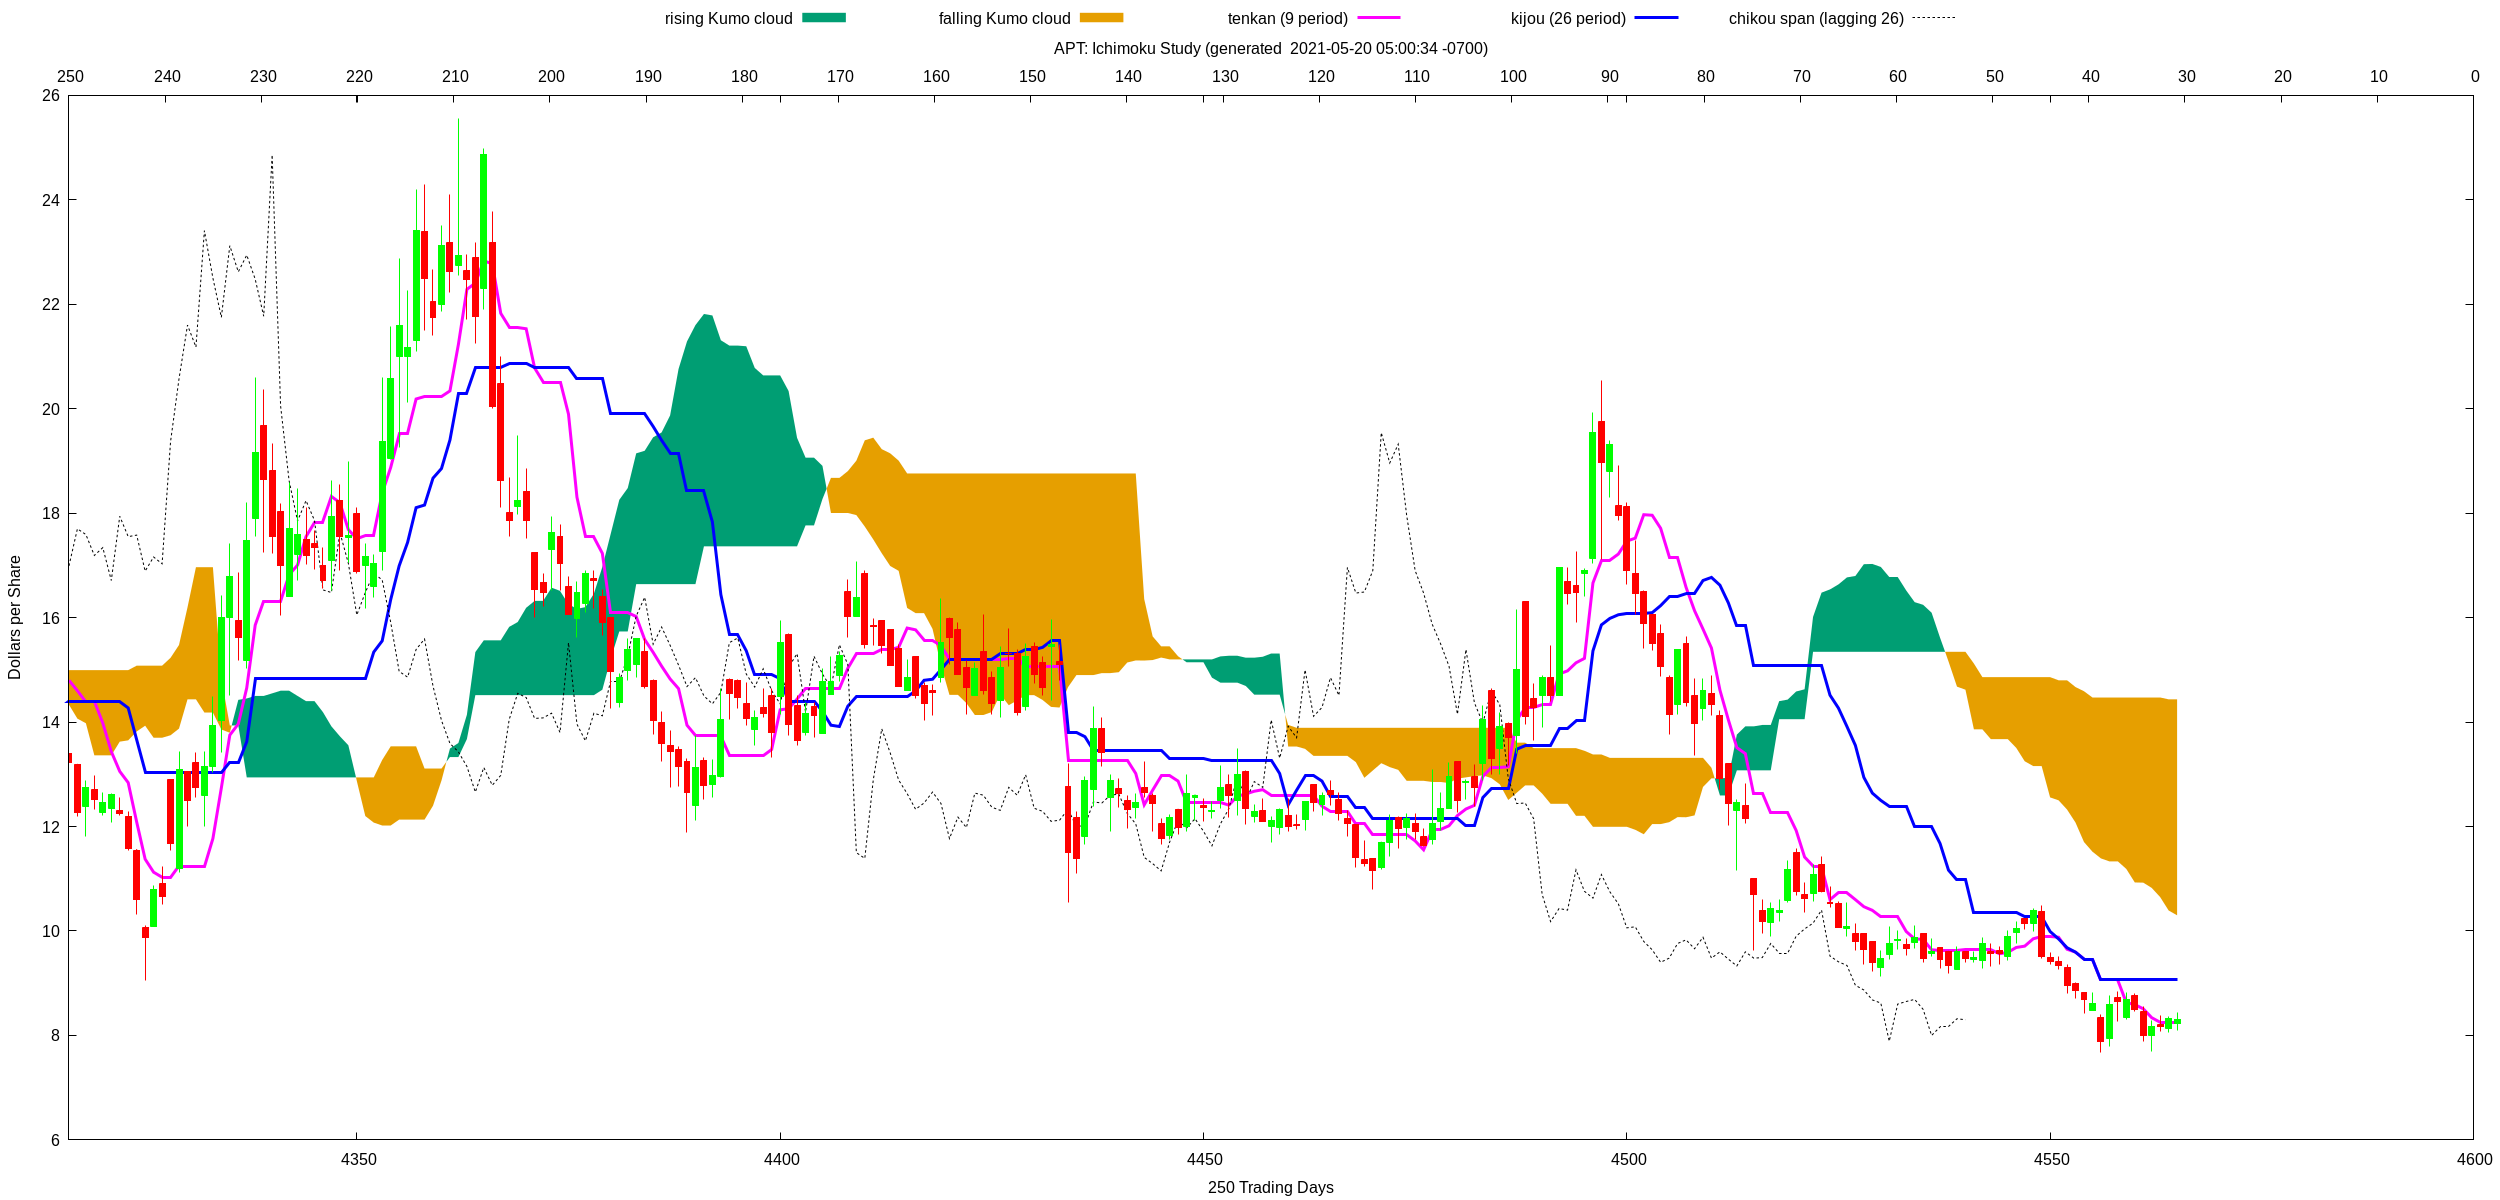 rising Kumo cloud falling Kumo cloud tenkan (9 period) kijou (26 period) chikou span (lagging 26)
APT: Ichimoku Study (generated  2021-05-20 05:00:34 -0700)
250 240 230 220 210 200 190 180 170 160 150 140 130 120 110 100 90 80 70 60 50 40 30 20 10 0
26
24
22
20
18
16
14
12
10
8
6
Dollars per Share
4350 4400 4450 4500 4550 4600
250 Trading Days